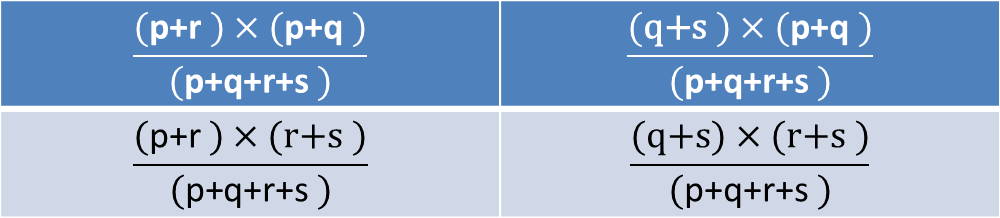 (p+r ) × (p+q )
(p+q+r+s )
(q+s ) × (p+q )
(p+q+r+s )
(p+r ) × (r+s )
(p+q+r+s )
(q+s) × (r+s )
(p+q+r+s )